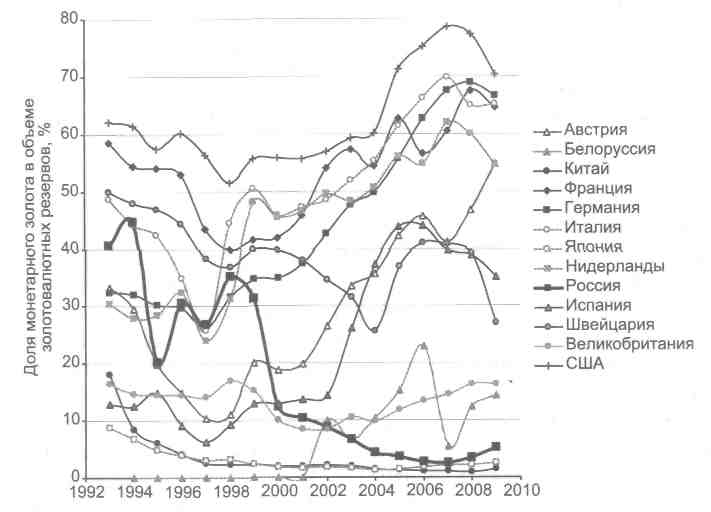 Доля монетарного золота в объеме
золотовалютных резервов, %
80
70
60
50
40
30
20
10
0
1992 1994 1996 1998 2000 2002 2004 2006 2008 2010
Австрия
Белоруссия
Китай
Франция
Германия
Италия
Япония
Нидерланды
Россия
Испания
Швейцария
Великобритания
США